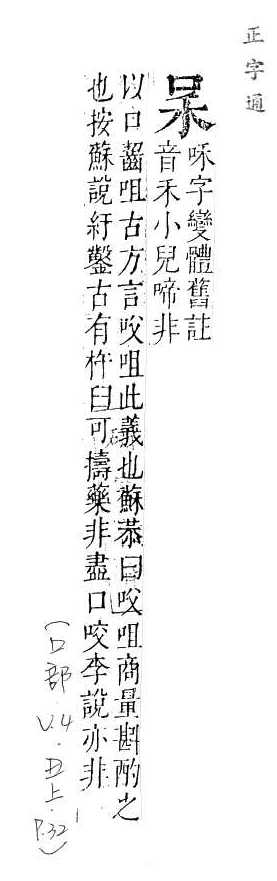 正字通
呆
咊字變體舊註
音禾小兒啼非
以口齧咀古方言㕮咀此義也蘇恭曰㕮咀商量斟酌之
也按蘇說紆鑿古有杵臼可擣藥非盡口咬李說亦非
(口部.V.4.丑上.P.32)